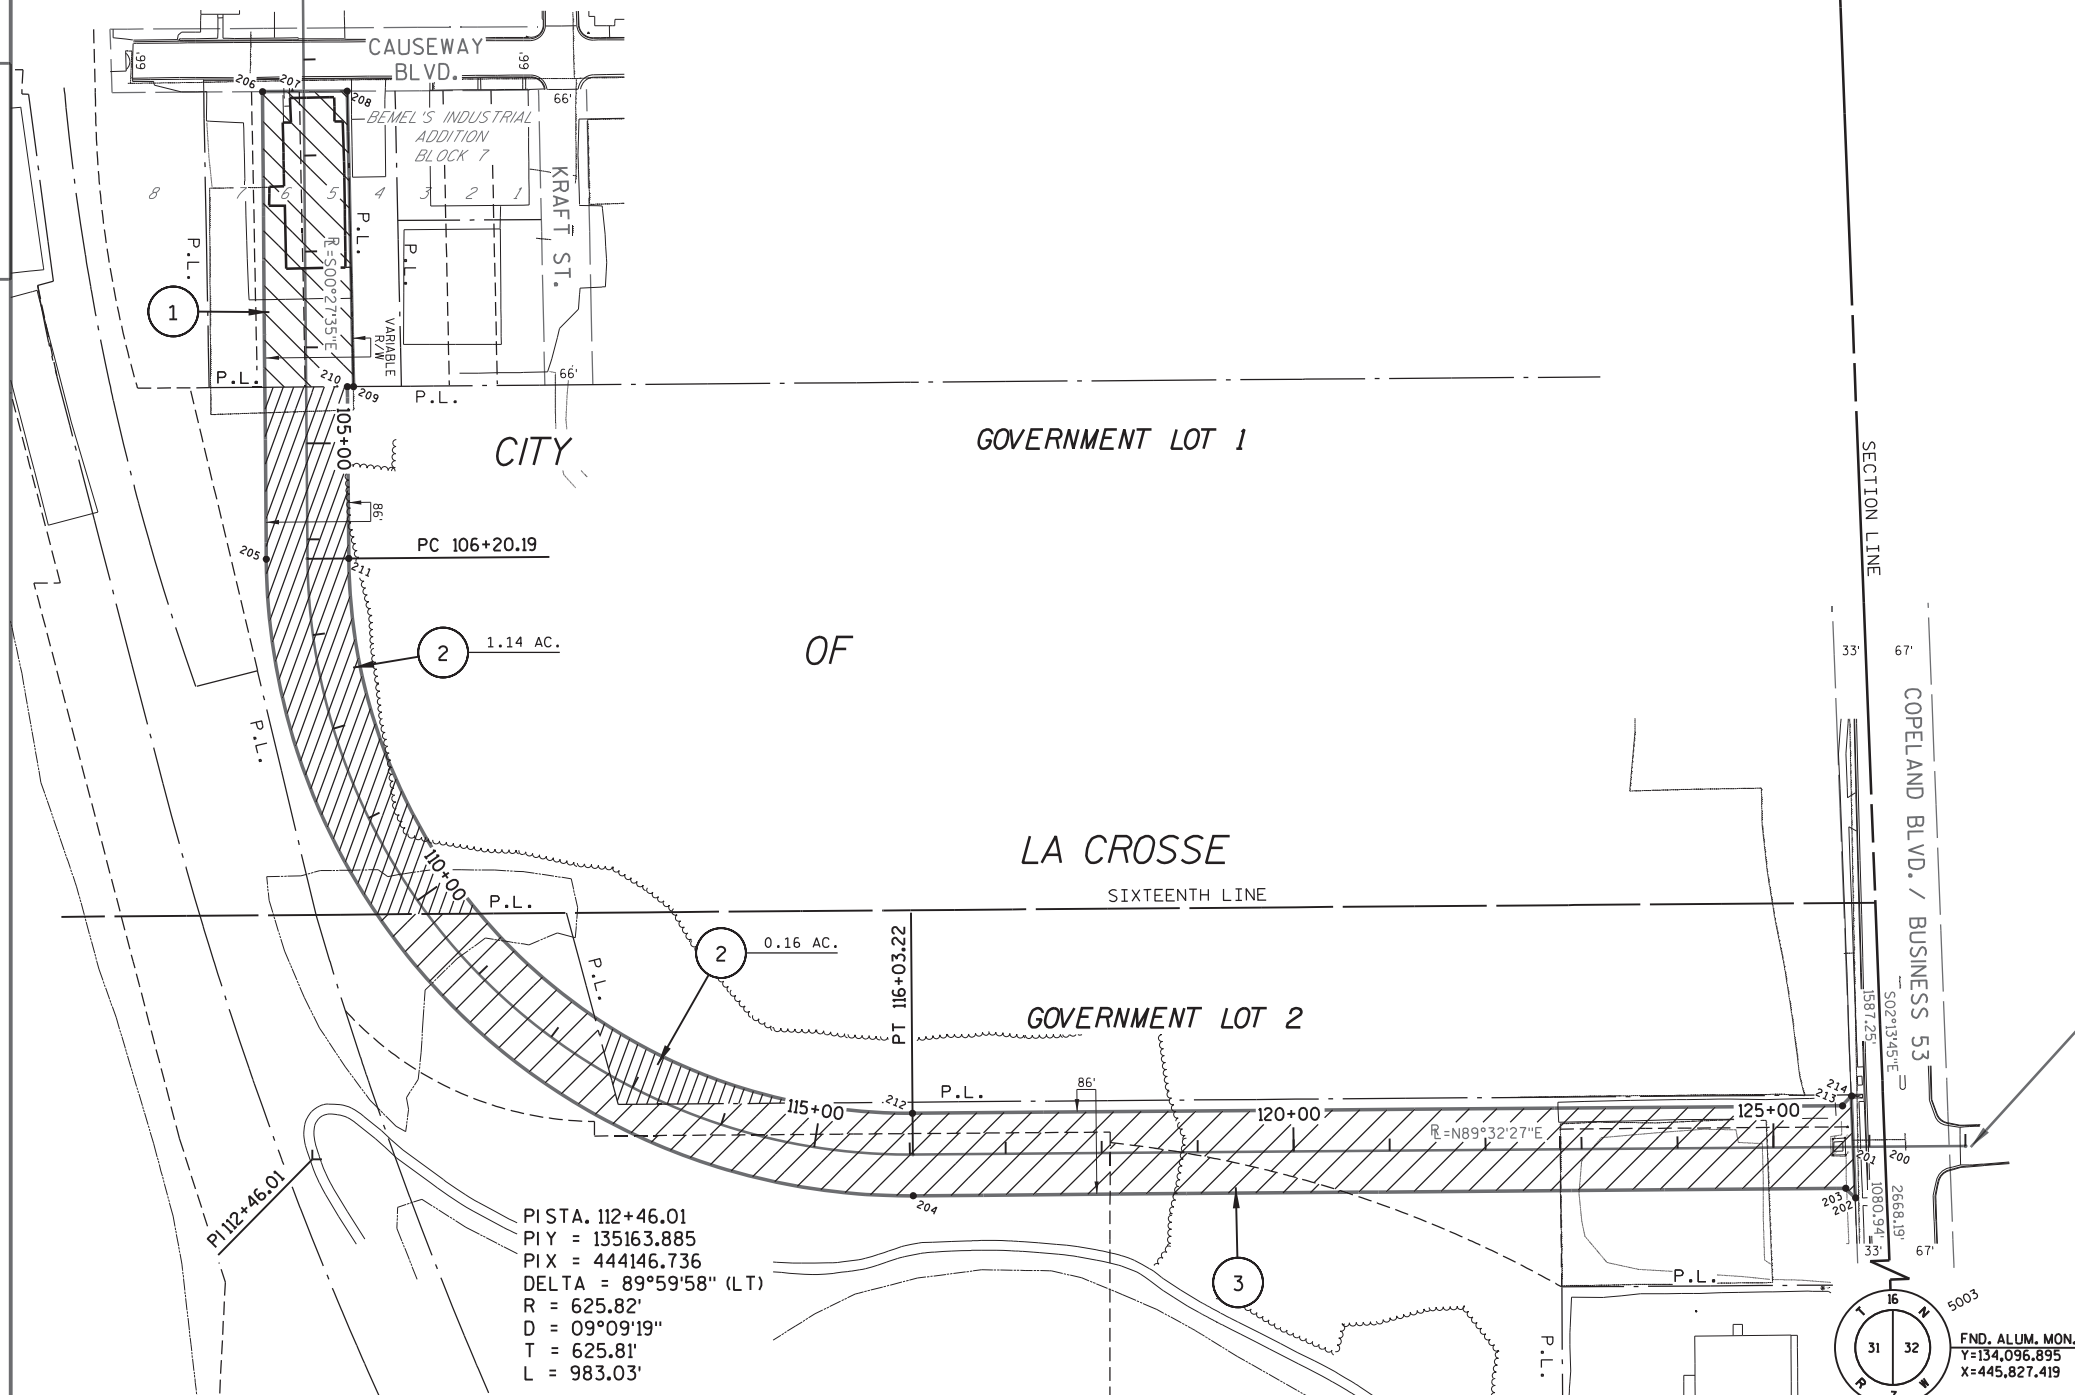 CAUSEWAY
BLVD.
66'
66'
206
207
208
66'
BEMEL'S INDUSTRIAL
ADDITION
BLOCK 7
8
7
6
5
4
3
2
1
KRAFT ST.
P.L.
P.L.
P.L.
1
R/L=S00°27'35"E
VARIABLE
R/W
P.L.
210
209
P.L.
66'
105+00
CITY
GOVERNMENT LOT 1
SECTION LINE
86'
205
PC 106+20.19
211
2
1.14 AC.
OF
33'
67'
COPELAND BLVD. / BUSINESS 53
P.L.
LA CROSSE
110+00
P.L.
SIXTEENTH LINE
2
0.16 AC.
P.L.
PT 116+03.22
GOVERNMENT LOT 2
1587.25'
S02°13'45"E
115+00
212
P.L.
86'
120+00
125+00
213
214
R/L=N89°32'27"E
201
200
203
202
204
1080.94'
2668.19'
33'
67'
PI 112+46.01
PI STA. 112+46.01
PI Y = 135163.885
PI X = 444146.736
DELTA = 89°59'58" (LT)
R = 625.82'
D = 09°09'19"
T = 625.81'
L = 983.03'
3
P.L.
P.L.
5003
T 16 N
31 32
R 7 W
FND. ALUM. MON.
Y=134,096.895
X=445,827.419